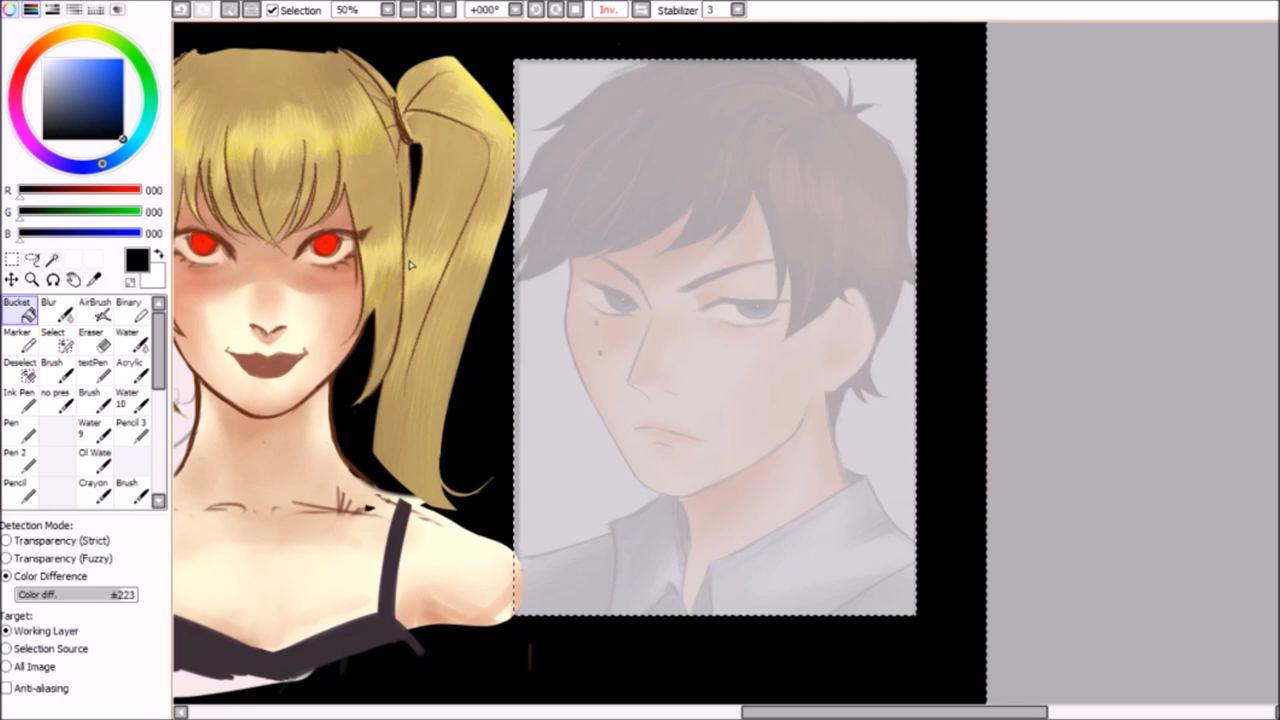 Selection 50% +000° Inv. Stabilizer 3
R 000
G 000
B 000
Bucket Blur AirBrush Binary
Marker Select Eraser Water
Deselect Brush textPen Acrylic
Ink Pen no pres Brush Water 10
Pen Water 9 Pencil 3
Pen 2 Ol Wate
Pencil Crayon Brush
Detection Mode:
Transparency (Strict)
Transparency (Fuzzy)
Color Difference
Color diff. ±223
Target:
Working Layer
Selection Source
All Image
Anti-aliasing